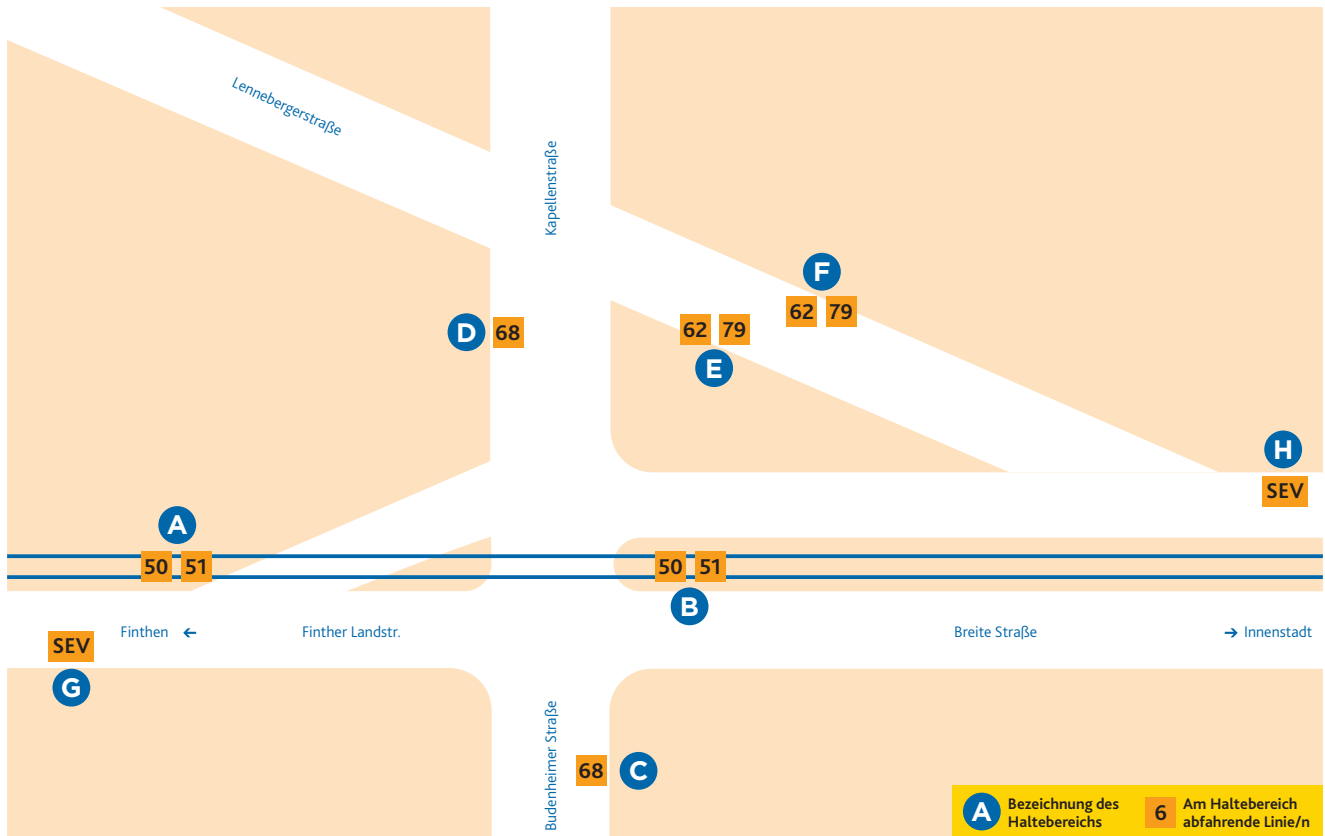 Lennebergerstraße
Kapellenstraße
F
62 79
D 68
62 79
E
H
SEV
A
50 51
50 51
B
Finthen ←
Finther Landstr.
Breite Straße
→ Innenstadt
SEV
G
Budenheimer Straße
68 C
A Bezeichnung des
Haltebereichs
6 Am Haltebereich
abfahrende Linie/n